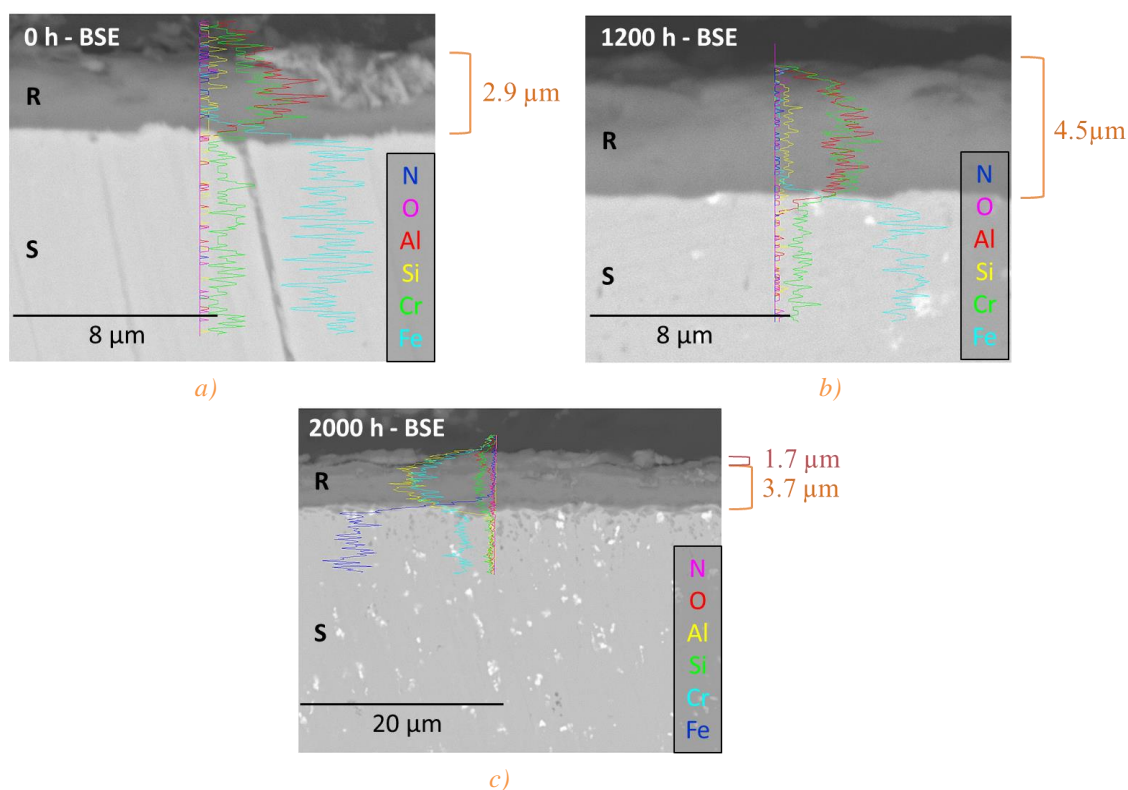 0 h - BSE
R
S
8 µm
N
O
Al
Si
Cr
Fe
2.9 µm
a)
1200 h - BSE
R
S
8 µm
N
O
Al
Si
Cr
Fe
4.5µm
b)
2000 h - BSE
R
S
20 µm
N
O
Al
Si
Cr
Fe
1.7 µm
3.7 µm
c)